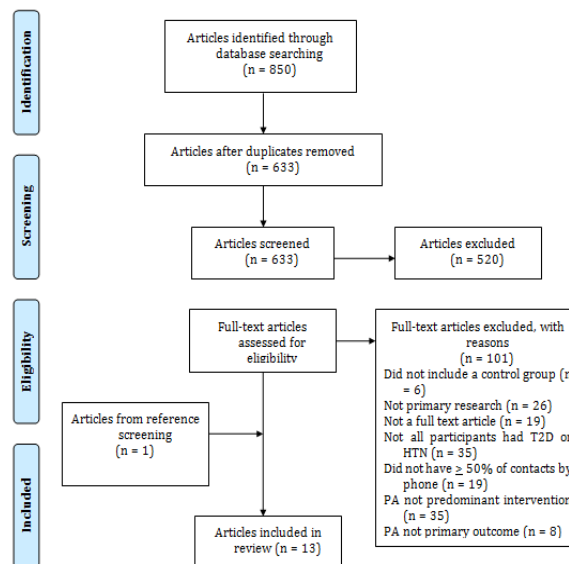 Identification
Articles identified through
database searching
(n = 850)
Articles after duplicates removed
(n = 633)
Screening
Articles screened
(n = 633)
Articles excluded
(n = 520)
Eligibility
Full-text articles
assessed for
eligibility
Full-text articles excluded, with
reasons
(n = 101)
Did not include a control group (n
= 6)
Not primary research (n = 26)
Not a full text article (n = 19)
Not all participants had T2D or
HTN (n = 35)
Did not have ≥ 50% of contacts by
phone (n = 19)
PA not predominant intervention
(n = 35)
PA not primary outcome (n = 8)
Articles from reference
screening
(n = 1)
Included
Articles included in
review (n = 13)